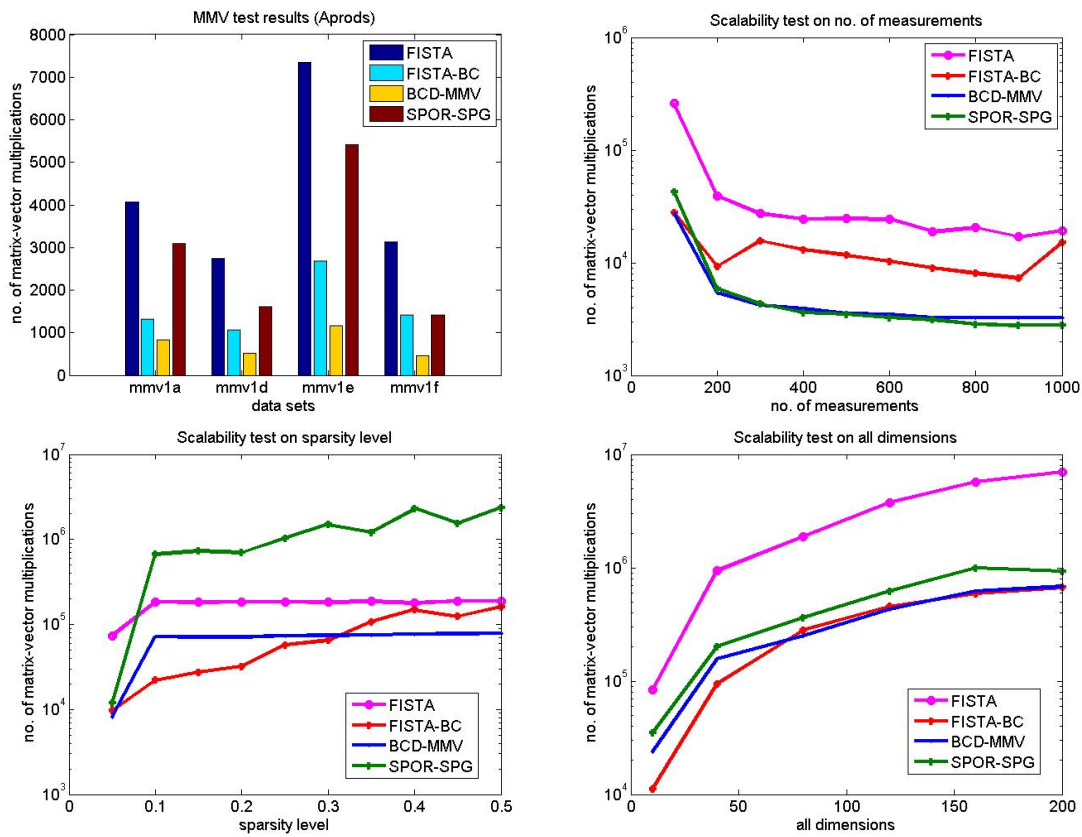 MMV test results (Aprods)
8000
7000
6000
5000
4000
3000
2000
1000
0
no. of matrix-vector multiplications
FISTA
FISTA-BC
BCD-MMV
SPOR-SPG
mmv1a mmv1d mmv1e mmv1f
data sets
Scalability test on no. of measurements
10^6
10^5
10^4
10^3
no. of matrix-vector multiplications
FISTA
FISTA-BC
BCD-MMV
SPOR-SPG
0 200 400 600 800 1000
no. of measurements
Scalability test on sparsity level
10^7
10^6
10^5
10^4
10^3
no. of matrix-vector multiplications
FISTA
FISTA-BC
BCD-MMV
SPOR-SPG
0 0.1 0.2 0.3 0.4 0.5
sparsity level
Scalability test on all dimensions
10^7
10^6
10^5
10^4
no. of matrix-vector multiplications
FISTA
FISTA-BC
BCD-MMV
SPOR-SPG
0 50 100 150 200
all dimensions